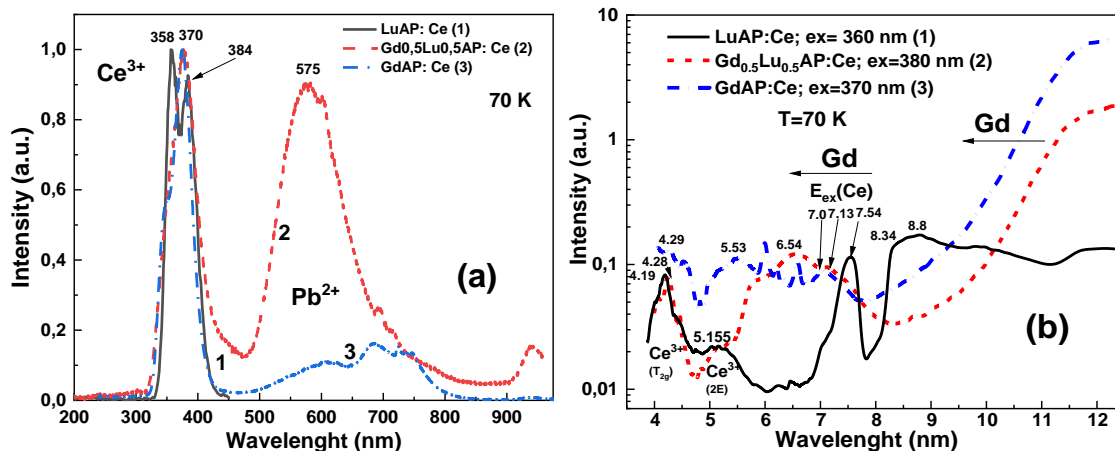 LuAP: Ce (1)
Gd0,5Lu0,5AP: Ce (2)
GdAP: Ce (3)
358 370
384
Ce3+
575
70 K
2
(a)
Pb2+
1
3
1,0
0,8
0,6
0,4
0,2
0,0
Intensity (a.u.)
200 300 400 500 600 700 800 900
Wavelenght (nm)
LuAP:Ce; ex= 360 nm (1)
Gd0.5Lu0.5AP:Ce; ex=380 nm (2)
GdAP:Ce; ex=370 nm (3)
T=70 K
Gd
Gd
Eex(Ce)
7.0 7.13 7.54
4.29
4.28
4.19
5.53
6.54
8.34
8.8
5.155
Ce3+
(T2g)
Ce3+
(2E)
(b)
10
1
0,1
0,01
Intensity (a.u.)
4 5 6 7 8 9 10 11 12
Wavelenght (nm)